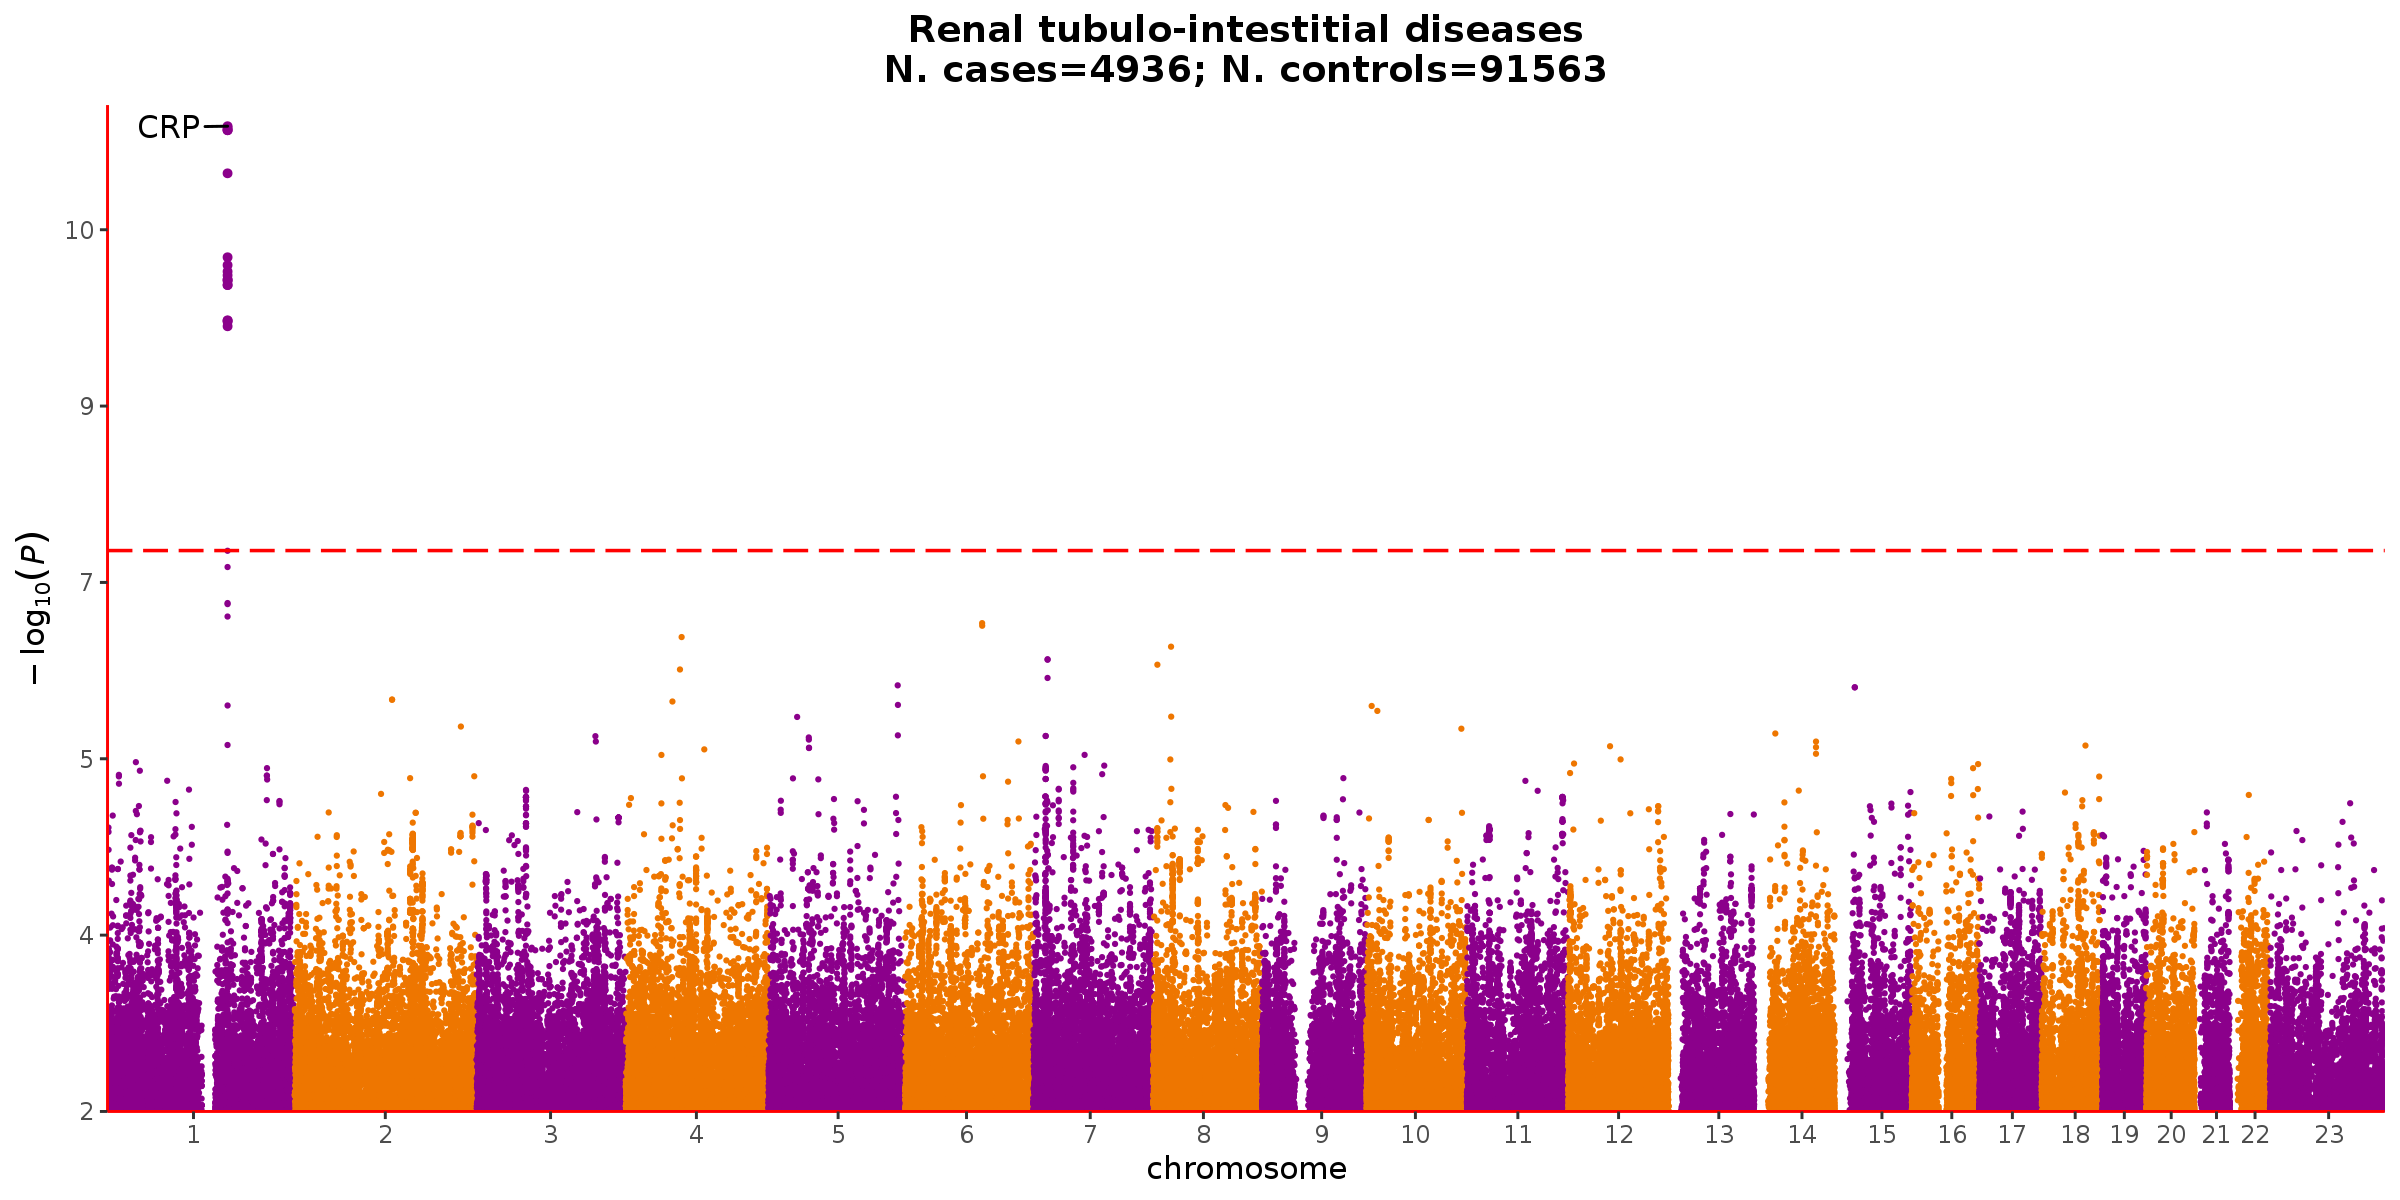 Renal tubulo-intestitial diseases
N. cases=4936; N. controls=91563
CRP
10
9
7
5
4
2
−log₁₀(P)
1 2 3 4 5 6 7 8 9 10 11 12 13 14 15 16 17 18 19 20 21 22 23
chromosome